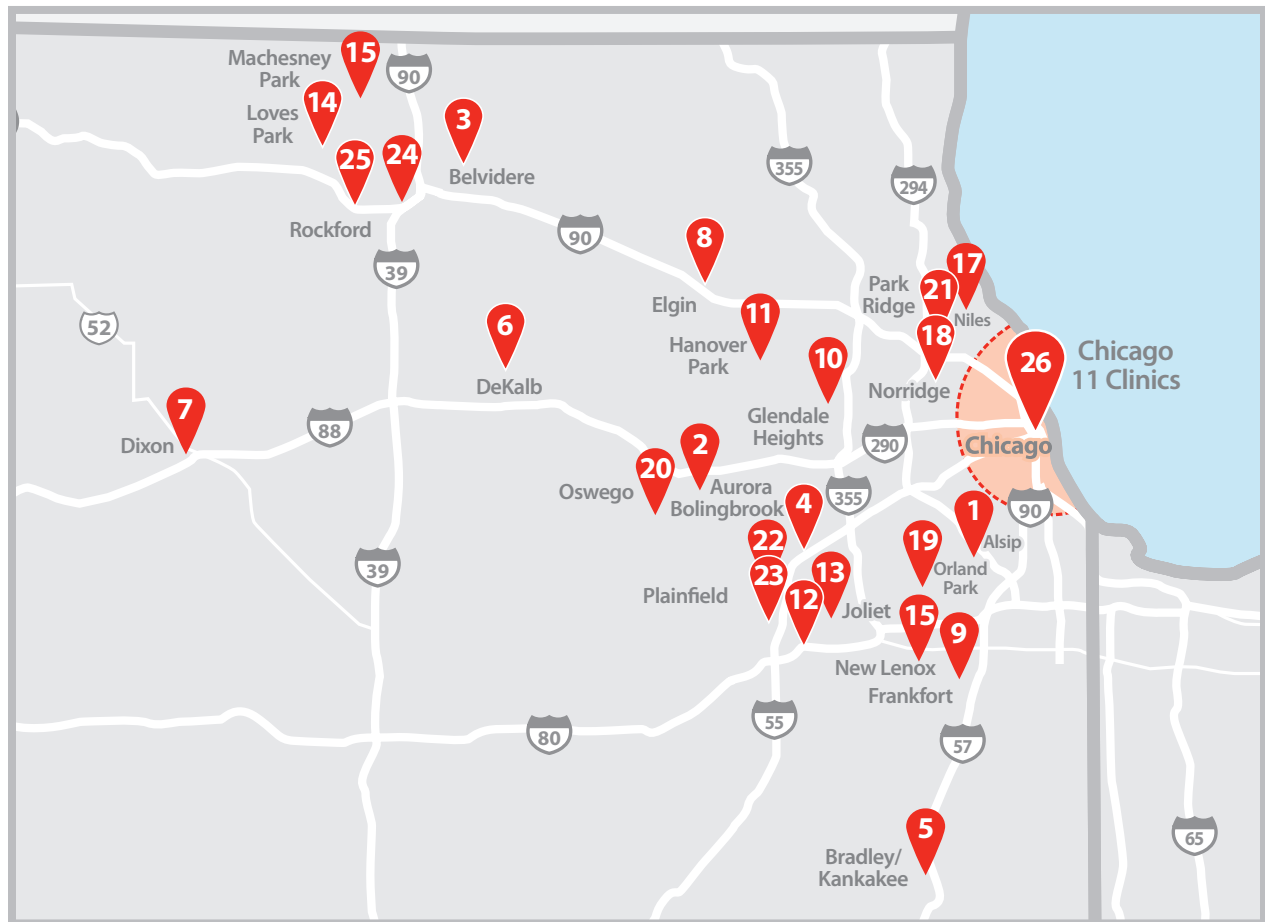 15
Machesney
Park
90
14
Loves
Park
3
Belvidere
25
24
Rockford
355
294
90
8
Elgin
39
17
Park
Ridge
21
Niles
11
Hanover
Park
18
Norridge
52
6
DeKalb
10
Glendale
Heights
26
Chicago
11 Clinics
7
Dixon
88
290
Chicago
2
Aurora
20
Oswego
Bolingbrook
4
355
90
1
Alsip
22
23
Plainfield
19
Orland
Park
39
13
12
Joliet
15
New Lenox
9
Frankfort
80
55
57
5
Bradley/
Kankakee
65